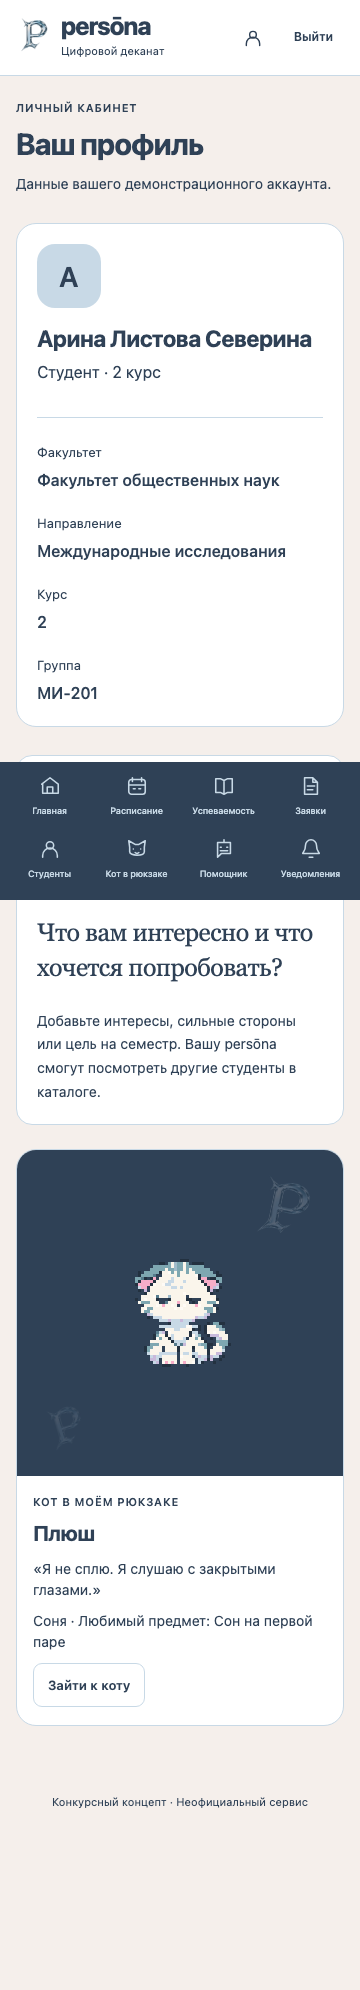 persōna
Цифровой деканат
Выйти
ЛИЧНЫЙ КАБИНЕТ
Ваш профиль
Данные вашего демонстрационного аккаунта.
А
Арина Листова Северина
Студент · 2 курс
Факультет
Факультет общественных наук
Направление
Международные исследования
Курс
2
Группа
МИ-201
Главная
Расписание
Успеваемость
Заявки
Студенты
Кот в рюкзаке
Помощник
Уведомления
Что вам интересно и что
хочется попробовать?
Добавьте интересы, сильные стороны
или цель на семестр. Вашу persōna
смогут посмотреть другие студенты в
каталоге.
КОТ В МОЁМ РЮКЗАКЕ
Плюш
«Я не сплю. Я слушаю с закрытыми
глазами.»
Соня · Любимый предмет: Сон на первой
паре
Зайти к коту
Конкурсный концепт · Неофициальный сервис